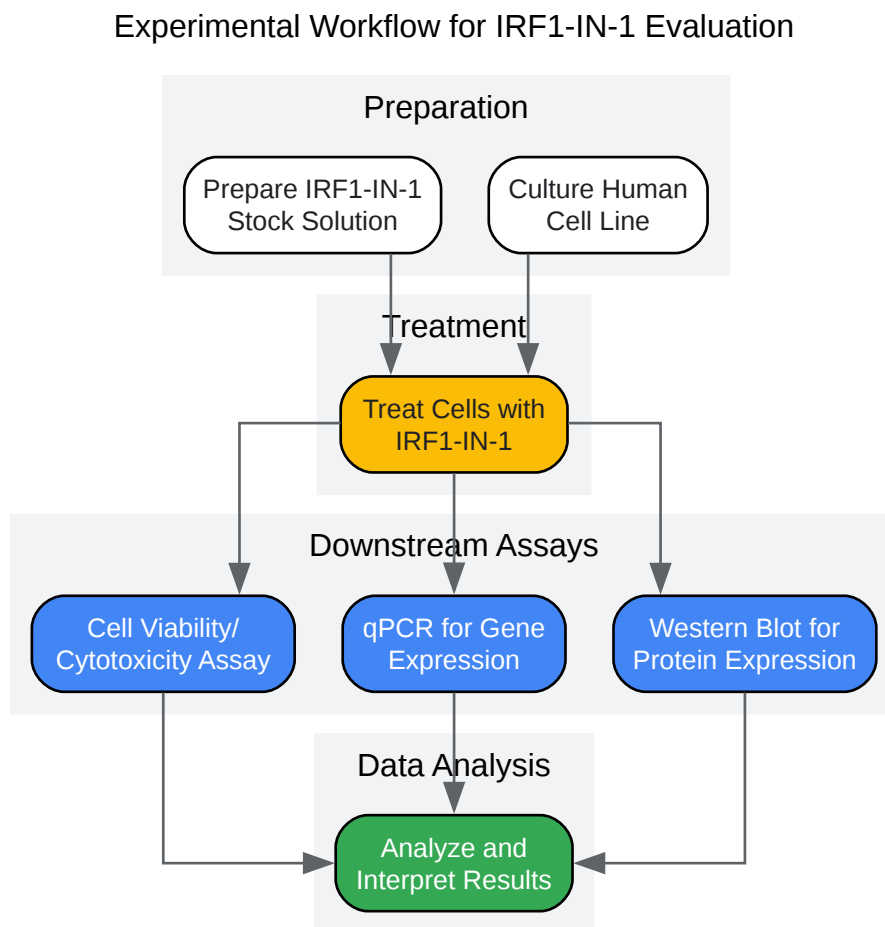 Experimental Workflow for IRF1-IN-1 Evaluation
Preparation
Prepare IRF1-IN-1
Stock Solution
Culture Human
Cell Line
Treatment
Treat Cells with
IRF1-IN-1
Downstream Assays
Cell Viability/
Cytotoxicity Assay
qPCR for Gene
Expression
Western Blot for
Protein Expression
Data Analysis
Analyze and
Interpret Results